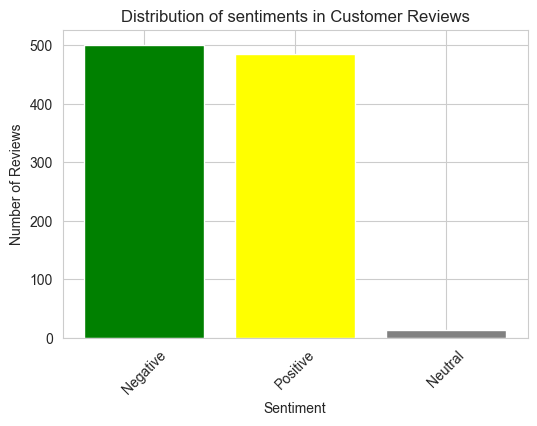 Distribution of sentiments in Customer Reviews
500
400
300
200
100
0
Number of Reviews
Negative
Positive
Neutral
Sentiment